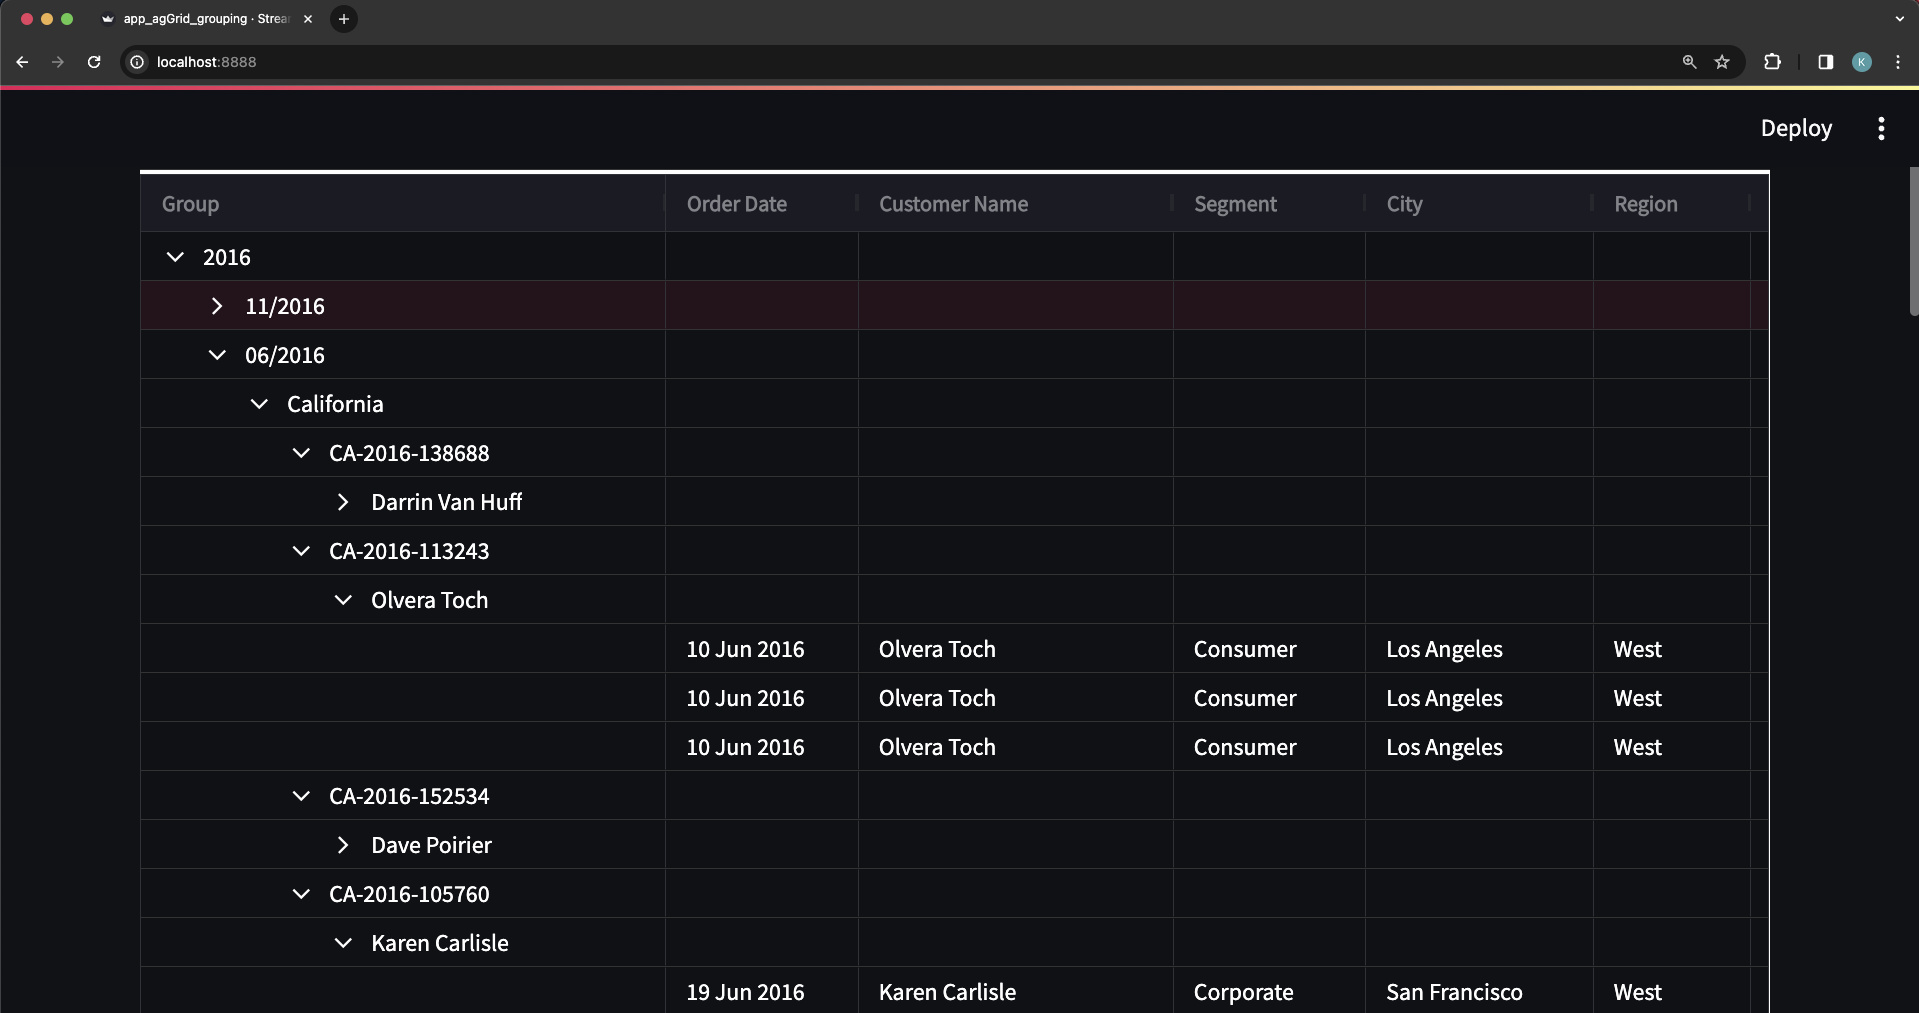 app_agGrid_grouping · Strea
localhost:8888
K
Deploy
Group Order Date Customer Name Segment City Region
2016
11/2016
06/2016
California
CA-2016-138688
Darrin Van Huff
CA-2016-113243
Olvera Toch
10 Jun 2016 Olvera Toch Consumer Los Angeles West
10 Jun 2016 Olvera Toch Consumer Los Angeles West
10 Jun 2016 Olvera Toch Consumer Los Angeles West
CA-2016-152534
Dave Poirier
CA-2016-105760
Karen Carlisle
19 Jun 2016 Karen Carlisle Corporate San Francisco West